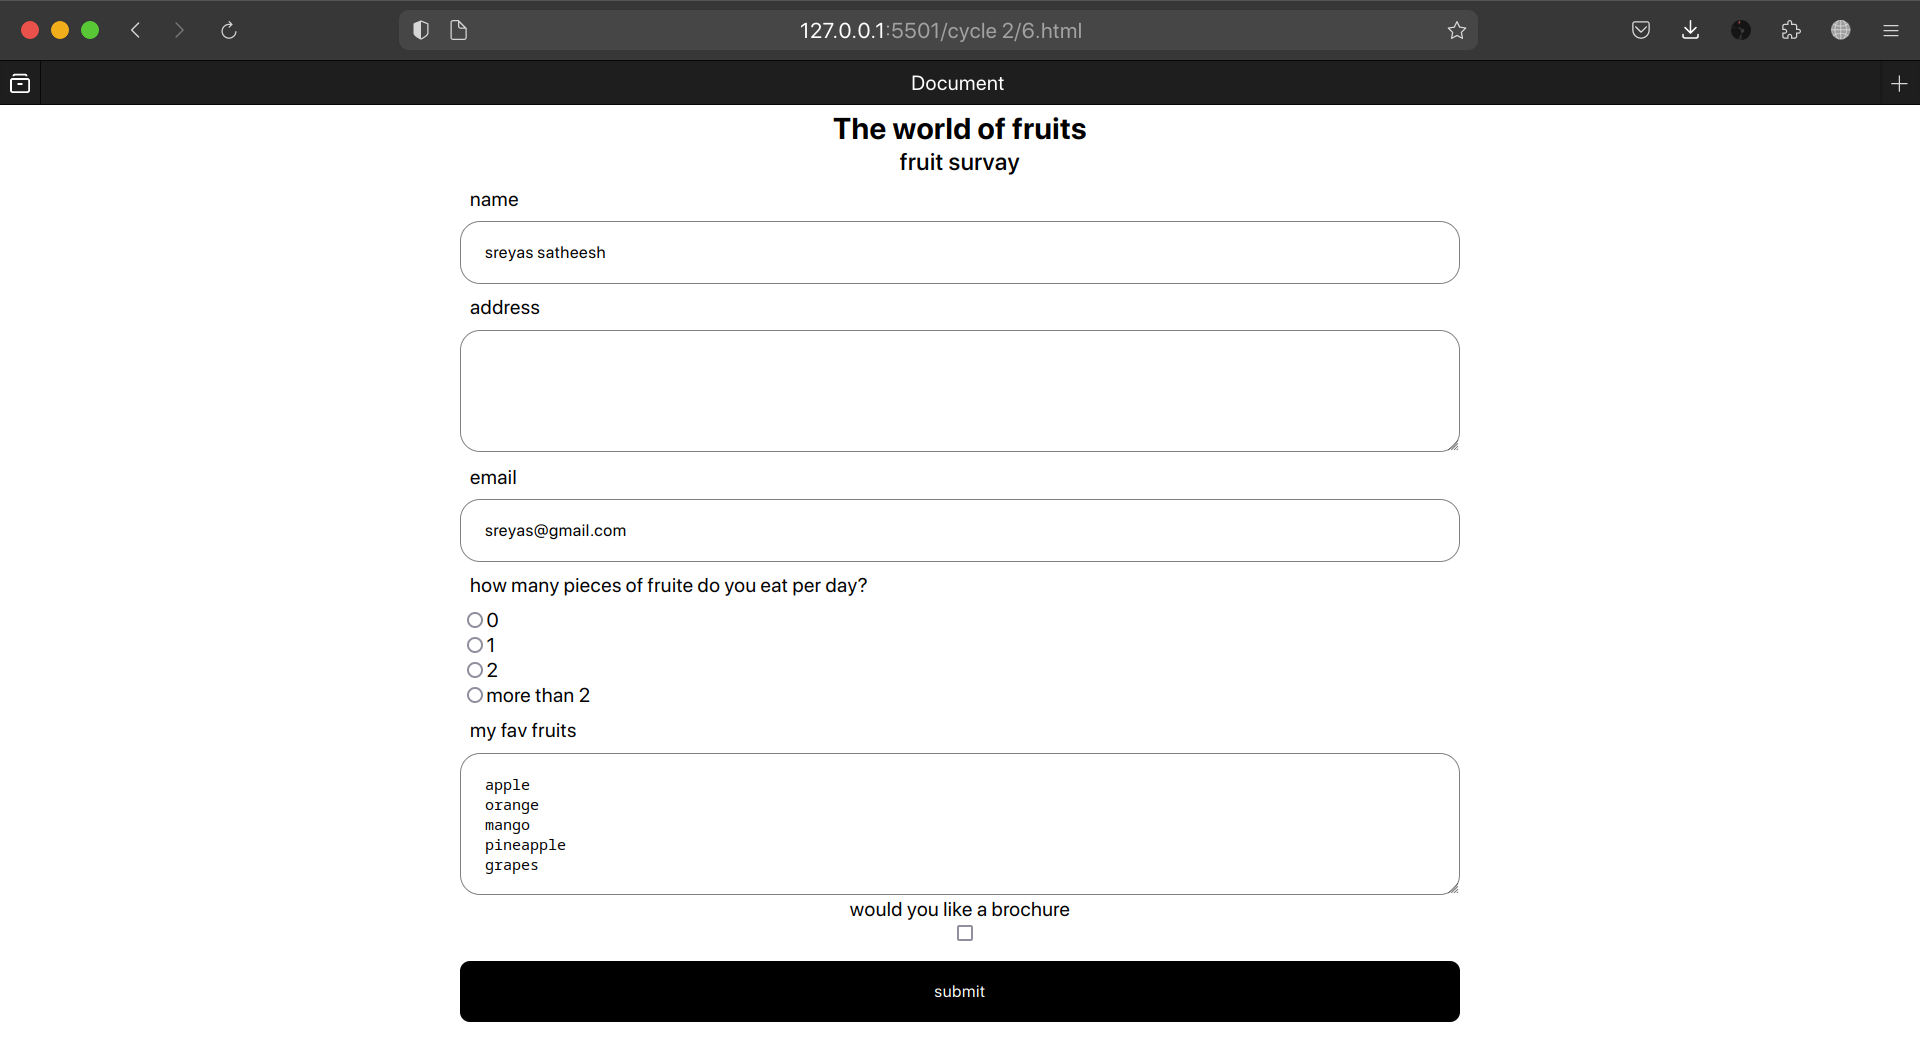 127.0.0.1:5501/cycle 2/6.html
Document
The world of fruits
fruit survay
name
sreyas satheesh
address
email
sreyas@gmail.com
how many pieces of fruite do you eat per day?
0
1
2
more than 2
my fav fruits
apple
orange
mango
pineapple
grapes
would you like a brochure
submit